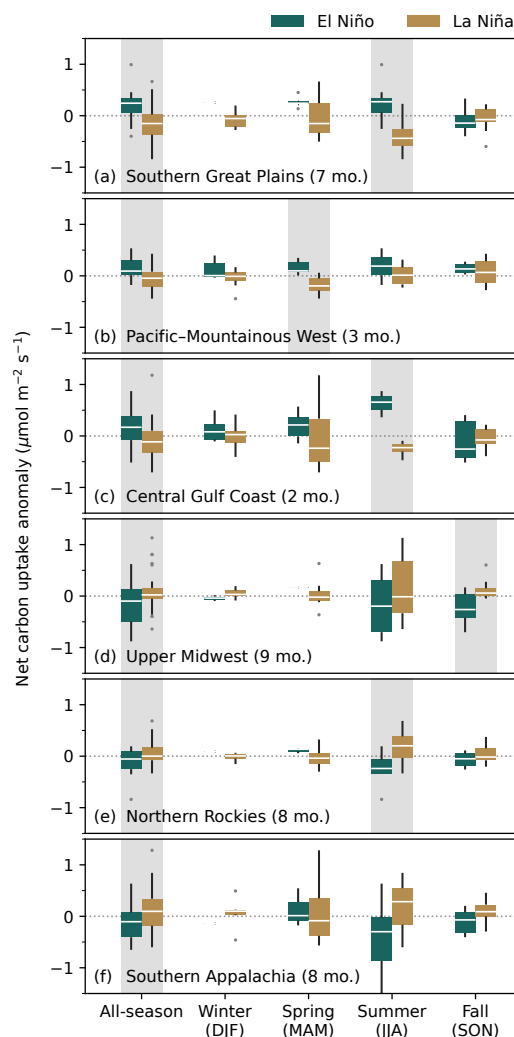 El Niño
La Niña
Net carbon uptake anomaly (μmol m⁻² s⁻¹)
1
0
−1
(a) Southern Great Plains (7 mo.)
1
0
−1
(b) Pacific–Mountainous West (3 mo.)
1
0
−1
(c) Central Gulf Coast (2 mo.)
1
0
−1
(d) Upper Midwest (9 mo.)
1
0
−1
(e) Northern Rockies (8 mo.)
1
0
−1
(f) Southern Appalachia (8 mo.)
All-season Winter Spring Summer Fall
(DJF) (MAM) (JJA) (SON)